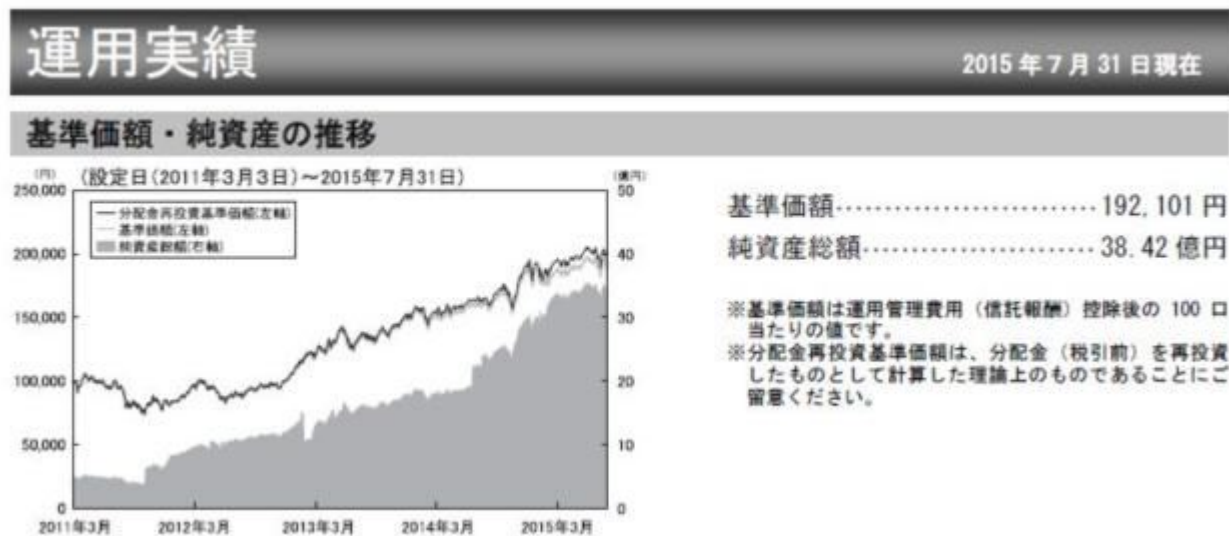 運用実績
2015年7月31日現在
基準価額・純資産の推移
(円)
(設定日(2011年3月3日)~2015年7月31日)
(億円)
250,000
200,000
150,000
100,000
50,000
0
分配金再投資基準価額(左軸)
基準価額(左軸)
純資産総額(右軸)
50
40
30
20
10
0
2011年3月
2012年3月
2013年3月
2014年3月
2015年3月
基準価額‥‥‥‥‥‥‥‥‥‥192,101円
純資産総額‥‥‥‥‥‥‥‥‥‥38.42億円
※基準価額は運用管理費用(信託報酬)控除後の 100 口
当たりの値です。
※分配金再投資基準価額は、分配金(税引前)を再投資
したものとして計算した理論上のものであることにご
留意ください。